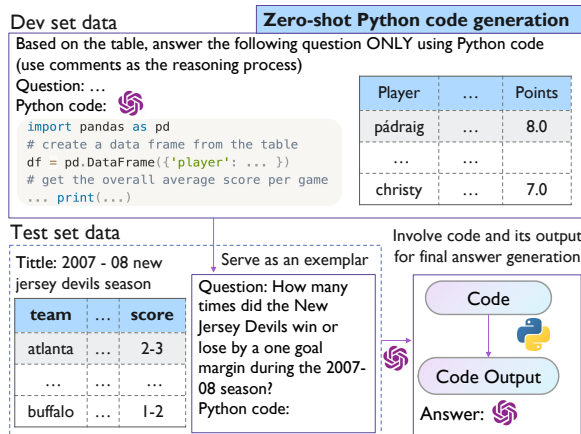 Dev set data
Zero-shot Python code generation
Based on the table, answer the following question ONLY using Python code
(use comments as the reasoning process)
Question: ...
Python code:
import pandas as pd
# create a data frame from the table
df = pd.DataFrame({'player': ... })
# get the overall average score per game
... print(...)
Player ... Points
pádraig ... 8.0
... ...
christy ... 7.0
Test set data
Tittle: 2007 - 08 new
jersey devils season
team ... score
atlanta ... 2-3
... ... ...
buffalo ... 1-2
Serve as an exemplar
Question: How many
times did the New
Jersey Devils win or
lose by a one goal
margin during the 2007-
08 season?
Python code:
Involve code and its output
for final answer generation
Code
Code Output
Answer: